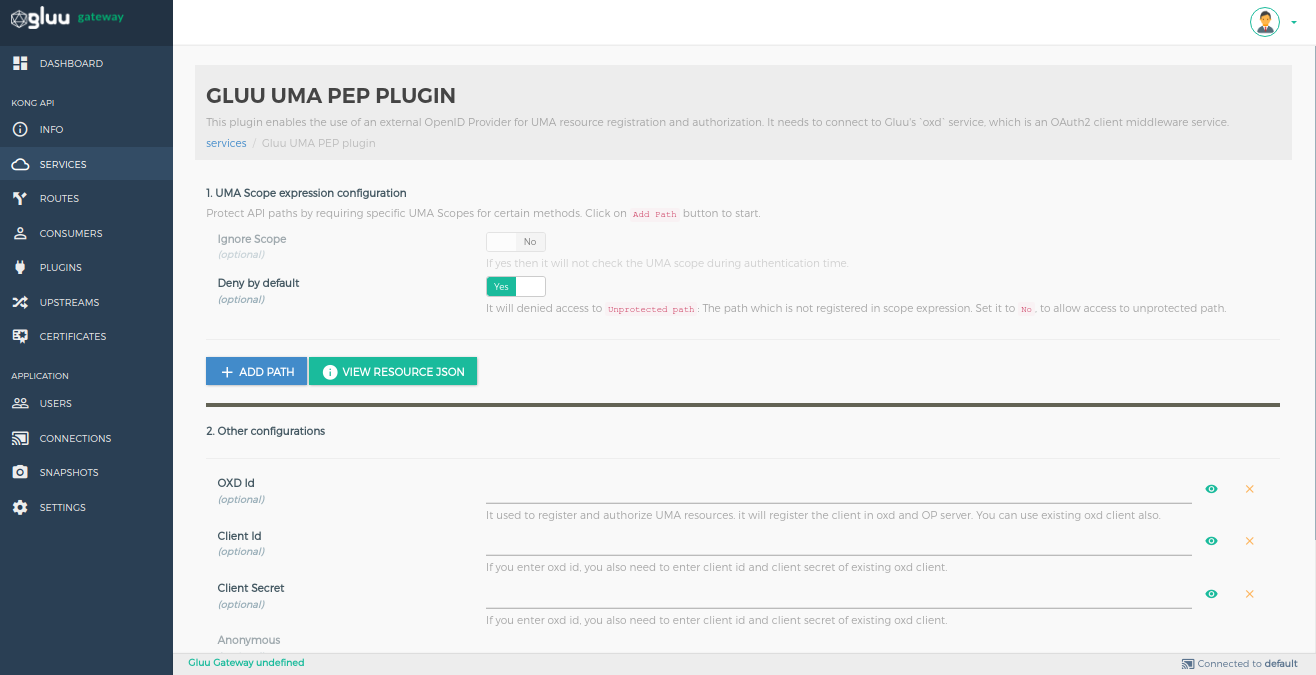 gluu gateway
DASHBOARD
KONG API
INFO
SERVICES
ROUTES
CONSUMERS
PLUGINS
UPSTREAMS
CERTIFICATES
APPLICATION
USERS
CONNECTIONS
SNAPSHOTS
SETTINGS
GLUU UMA PEP PLUGIN
This plugin enables the use of an external OpenID Provider for UMA resource registration and authorization. It needs to connect to Gluu's `oxd` service, which is an OAuth2 client middleware service.
services / Gluu UMA PEP plugin
1. UMA Scope expression configuration
Protect API paths by requiring specific UMA Scopes for certain methods. Click on Add Path button to start.
Ignore Scope
(optional)
No
If yes then it will not check the UMA scope during authentication time.
Deny by default
(optional)
Yes
It will denied access to Unprotected path: The path which is not registered in scope expression. Set it to No, to allow access to unprotected path.
ADD PATH
VIEW RESOURCE JSON
2. Other configurations
OXD Id
(optional)
It used to register and authorize UMA resources. it will register the client in oxd and OP server. You can use existing oxd client also.
Client Id
(optional)
If you enter oxd id, you also need to enter client id and client secret of existing oxd client.
Client Secret
(optional)
If you enter oxd id, you also need to enter client id and client secret of existing oxd client.
Anonymous
Gluu Gateway undefined
Connected to default